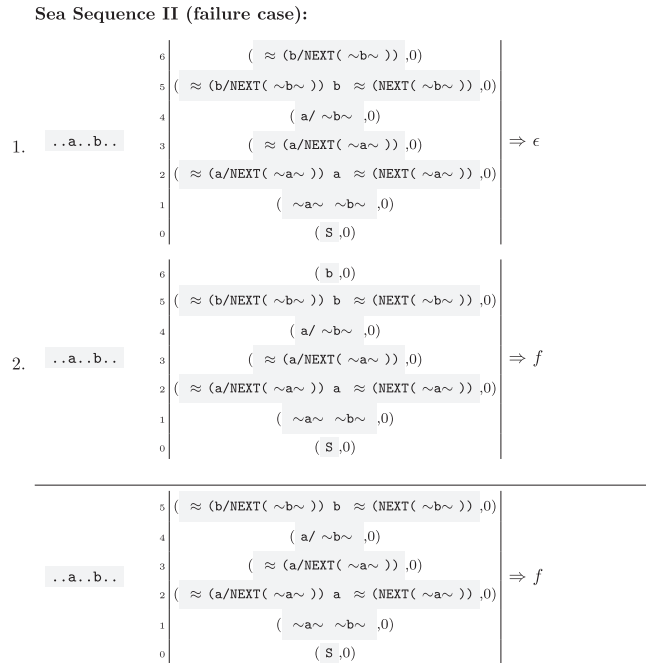 Sea Sequence II (failure case):
6 ( ≈ (b/NEXT( ∼b∼ )) ,0)
5 ( ≈ (b/NEXT( ∼b∼ )) b ≈ (NEXT( ∼b∼ )) ,0)
4 ( a/ ∼b∼ ,0)
1. ..a..b.. 3 ( ≈ (a/NEXT( ∼a∼ )) ,0) ⇒ ϵ
2 ( ≈ (a/NEXT( ∼a∼ )) a ≈ (NEXT( ∼a∼ )) ,0)
1 ( ∼a∼ ∼b∼ ,0)
0 ( S ,0)
6 ( b ,0)
5 ( ≈ (b/NEXT( ∼b∼ )) b ≈ (NEXT( ∼b∼ )) ,0)
4 ( a/ ∼b∼ ,0)
2. ..a..b.. 3 ( ≈ (a/NEXT( ∼a∼ )) ,0) ⇒ f
2 ( ≈ (a/NEXT( ∼a∼ )) a ≈ (NEXT( ∼a∼ )) ,0)
1 ( ∼a∼ ∼b∼ ,0)
0 ( S ,0)
5 ( ≈ (b/NEXT( ∼b∼ )) b ≈ (NEXT( ∼b∼ )) ,0)
4 ( a/ ∼b∼ ,0)
..a..b.. 3 ( ≈ (a/NEXT( ∼a∼ )) ,0) ⇒ f
2 ( ≈ (a/NEXT( ∼a∼ )) a ≈ (NEXT( ∼a∼ )) ,0)
1 ( ∼a∼ ∼b∼ ,0)
0 ( S ,0)